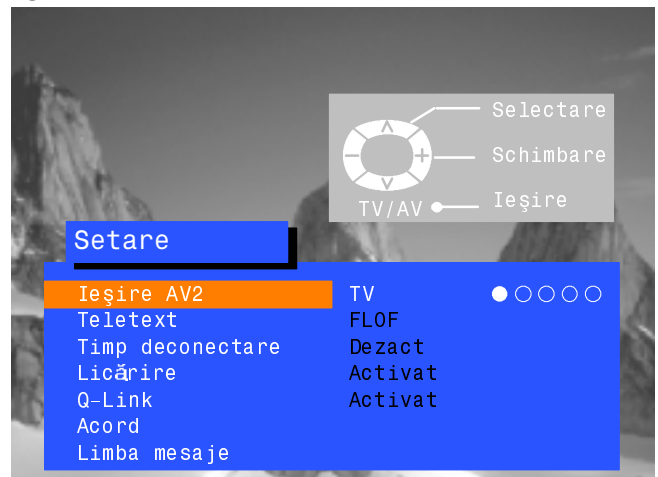 Selectare
Schimbare
TV/AV Ieşire
Setare
Ieşire AV2 TV
Teletext FLOF
Timp deconectare Dezact
Licărire Activat
Q-Link Activat
Acord
Limba mesaje